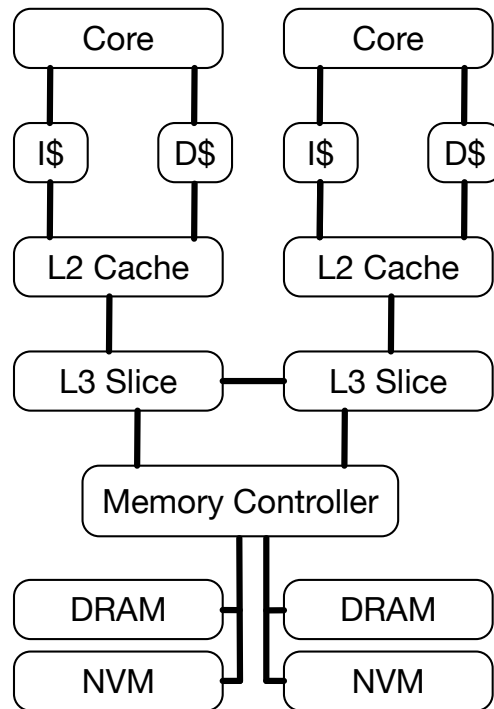 Core
Core
I$
D$
I$
D$
L2 Cache
L2 Cache
L3 Slice
L3 Slice
Memory Controller
DRAM
DRAM
NVM
NVM